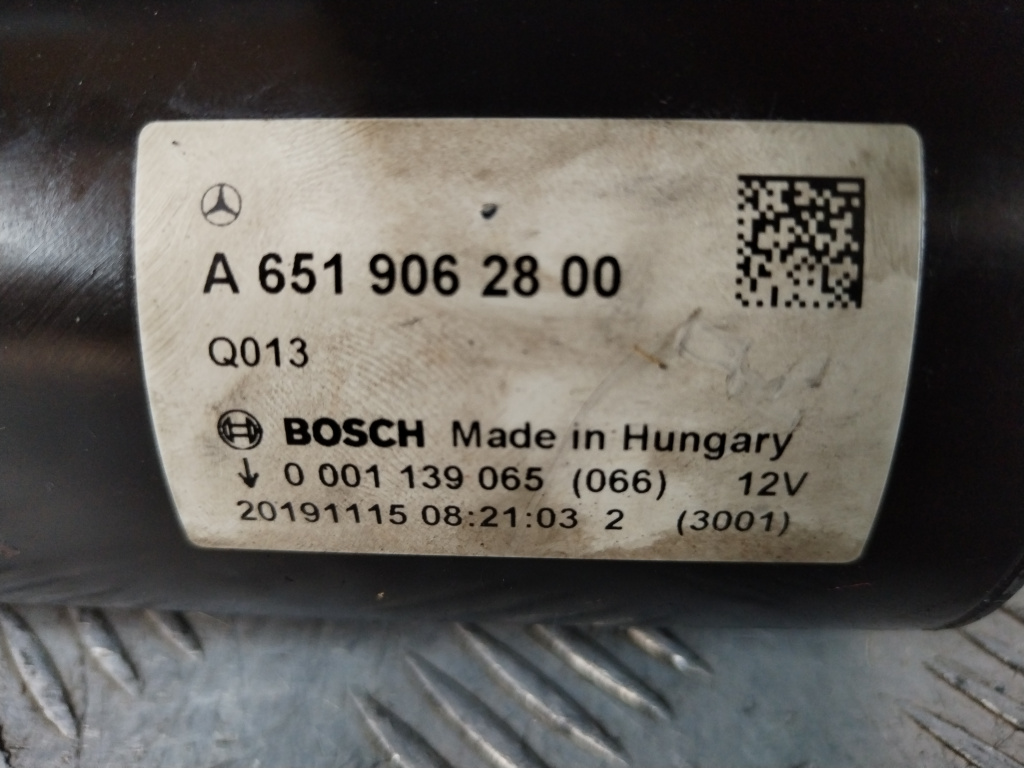 A 651 906 28 00
Q013
BOSCH Made in Hungary
↓ 0 001 139 065 (066) 12V
20191115 08:21:03 2 (3001)